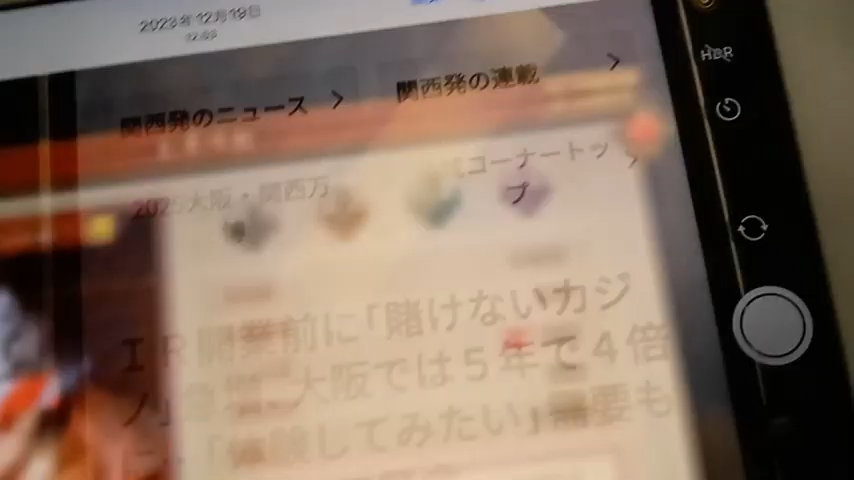 2023年12月19日
12:03
関西発のニュース
関西発の連載
2025大阪・関西万
コーナートッ
プ
IR開業前に「賭けないカジ
ノ」急増…大阪では5年で4倍
「体験してみたい」需要も
HDR